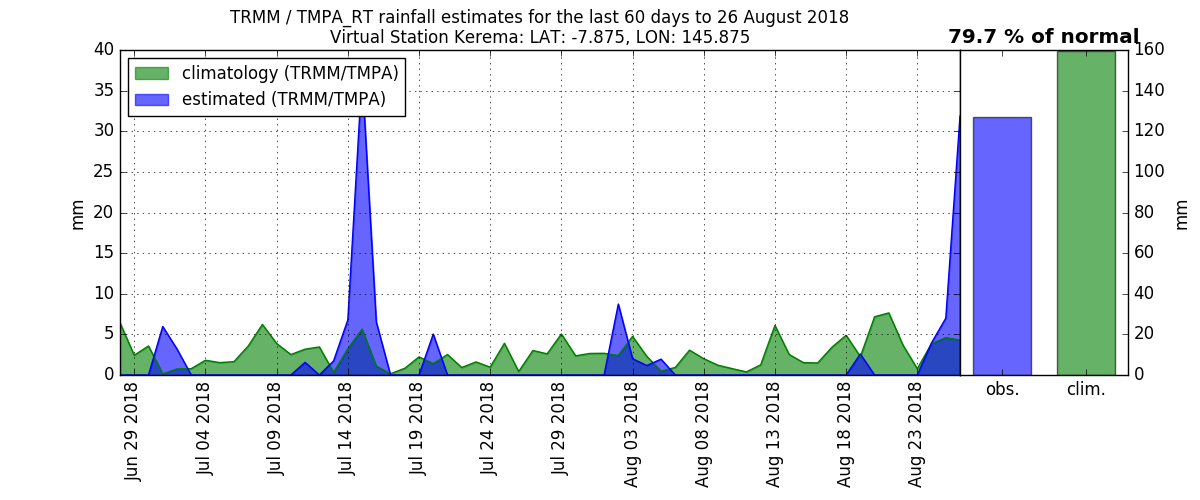 TRMM / TMPA_RT rainfall estimates for the last 60 days to 26 August 2018
Virtual Station Kerema: LAT: -7.875, LON: 145.875
79.7 % of normal
climatology (TRMM/TMPA)
estimated (TRMM/TMPA)
40
35
30
25
20
15
10
5
0
mm
160
140
120
100
80
60
40
20
0
mm
Jun 29 2018
Jul 04 2018
Jul 09 2018
Jul 14 2018
Jul 19 2018
Jul 24 2018
Jul 29 2018
Aug 03 2018
Aug 08 2018
Aug 13 2018
Aug 18 2018
Aug 23 2018
obs.
clim.